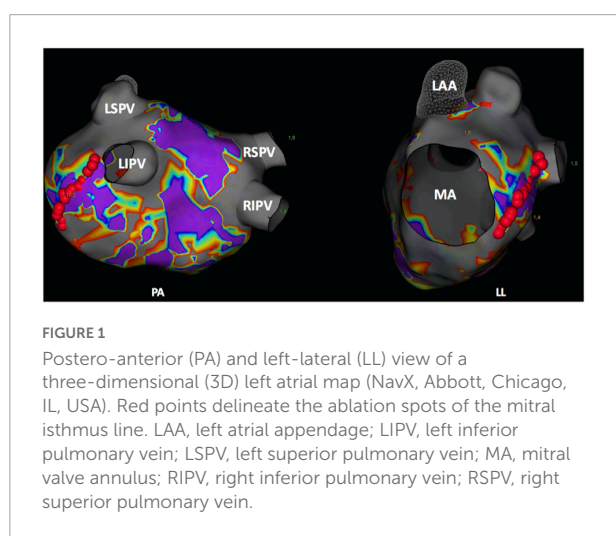 LSPV
LAA
LIPV
RSPV
MA
RIPV
PA
LL
FIGURE 1
Postero-anterior (PA) and left-lateral (LL) view of a
three-dimensional (3D) left atrial map (NavX, Abbott, Chicago,
IL, USA). Red points delineate the ablation spots of the mitral
isthmus line. LAA, left atrial appendage; LIPV, left inferior
pulmonary vein; LSPV, left superior pulmonary vein; MA, mitral
valve annulus; RIPV, right inferior pulmonary vein; RSPV, right
superior pulmonary vein.